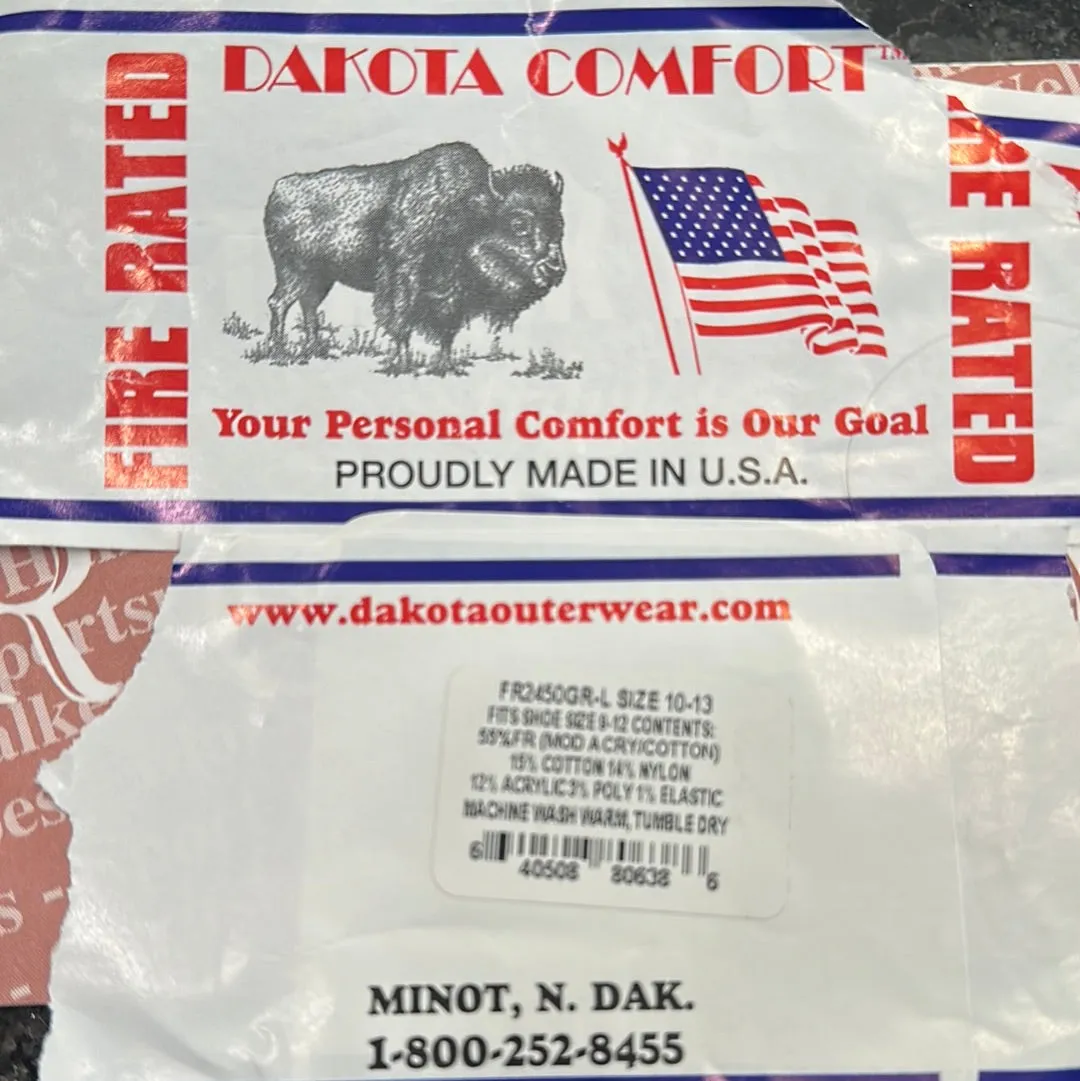 DAKOTA COMFORT™
FIRE RATED
RE RATED
Your Personal Comfort is Our Goal
PROUDLY MADE IN U.S.A.
www.dakotaouterwear.com
FR2450GR-L SIZE 10-13
FITS SHOE SIZE 9-12 CONTENTS:
55% FR (MOD ACRY/COTTON)
15% COTTON 14% NYLON
12% ACRYLIC 3% POLY 1% ELASTIC
MACHINE WASH WARM, TUMBLE DRY
6 40508 80638 6
MINOT, N. DAK.
1-800-252-8455